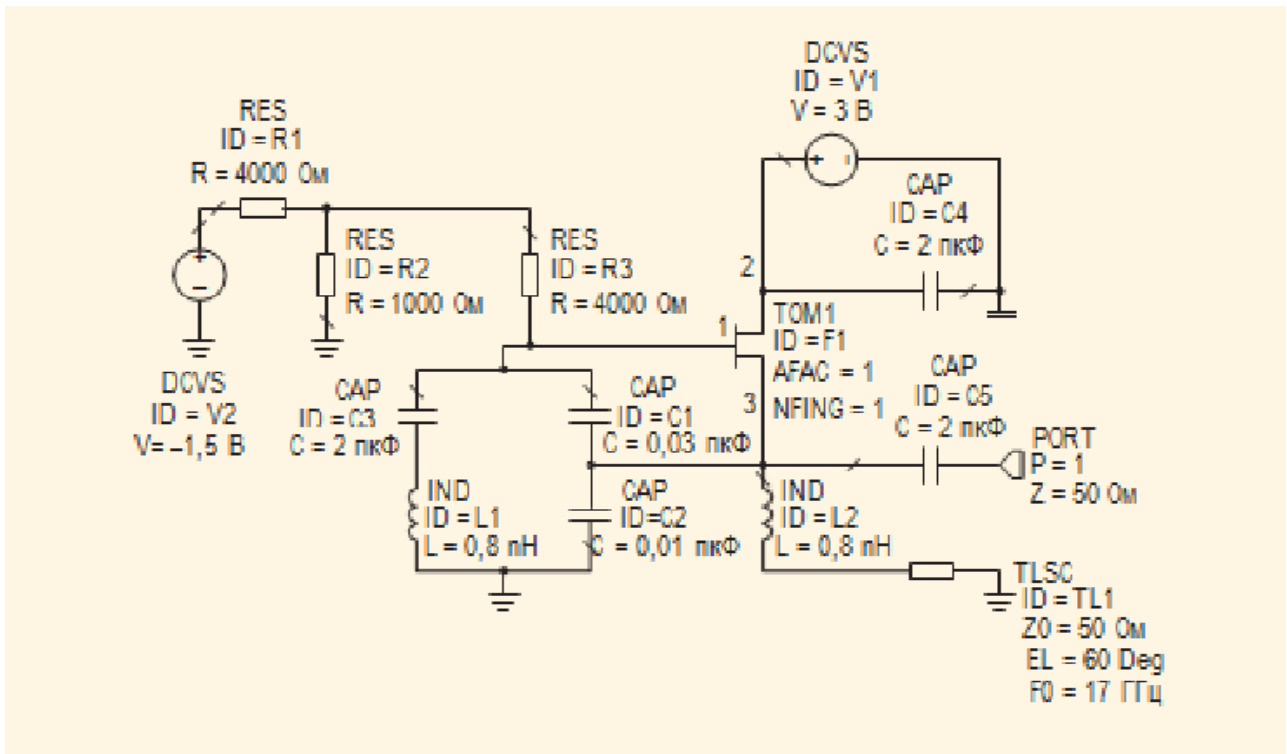 DCVS
ID = V1
V = 3 В
RES
ID = R1
R = 4000 Ом
CAP
ID = C4
C = 2 пкФ
RES
ID = R2
R = 1000 Ом
RES
ID = R3
R = 4000 Ом
2
1
TOM1
ID = F1
AFAC = 1
NFING = 1
3
DCVS
ID = V2
V= –1,5 В
CAP
ID = C3
C = 2 пкФ
CAP
ID = C1
C = 0,03 пкФ
CAP
ID = C5
C = 2 пкФ
PORT
P = 1
Z = 50 Ом
IND
ID = L1
L = 0,8 nH
CAP
ID=C2
C = 0,01 пкФ
IND
ID = L2
L = 0,8 nH
TLSC
ID = TL1
Z0 = 50 Ом
EL = 60 Deg
F0 = 17 ГГц